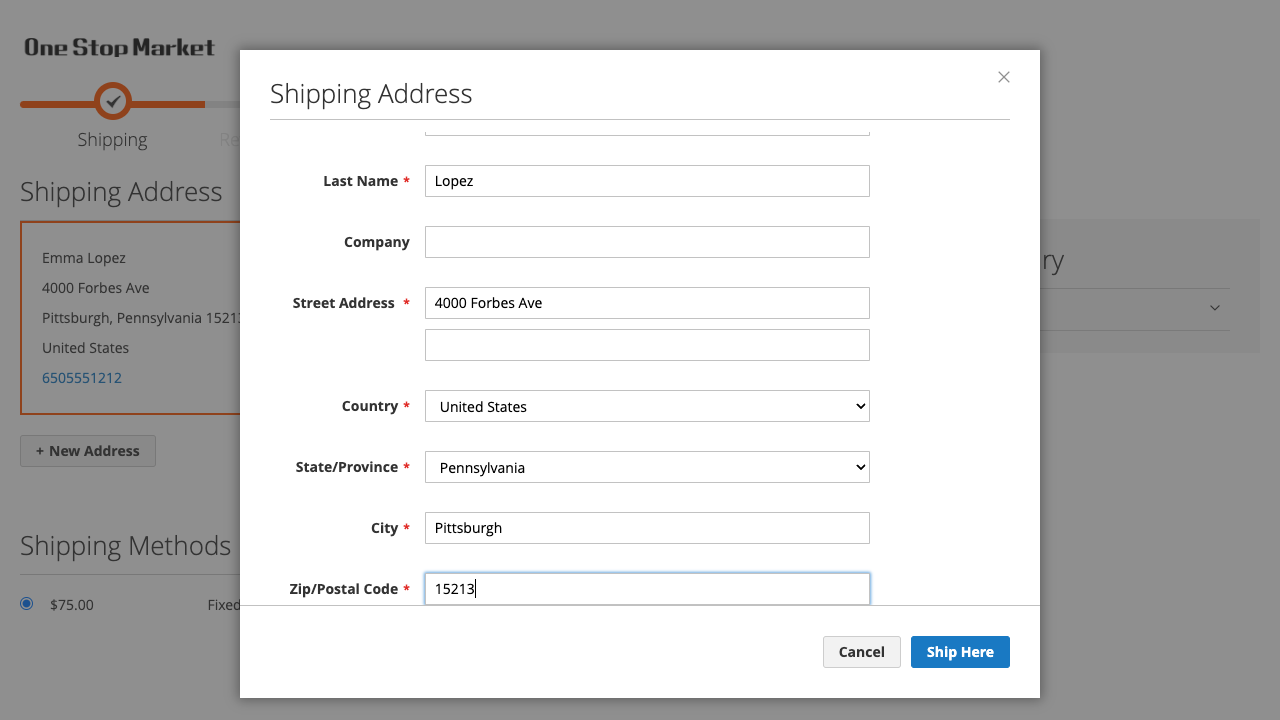 One Stop Market
Shipping
Re
Shipping Address
Emma Lopez
4000 Forbes Ave
Pittsburgh, Pennsylvania 15213
United States
6505551212
+ New Address
Shipping Methods
$75.00
Fixed
ry
Shipping Address
Last Name *
Lopez
Company
Street Address *
4000 Forbes Ave
Country *
United States
State/Province *
Pennsylvania
City *
Pittsburgh
Zip/Postal Code *
15213
Cancel
Ship Here